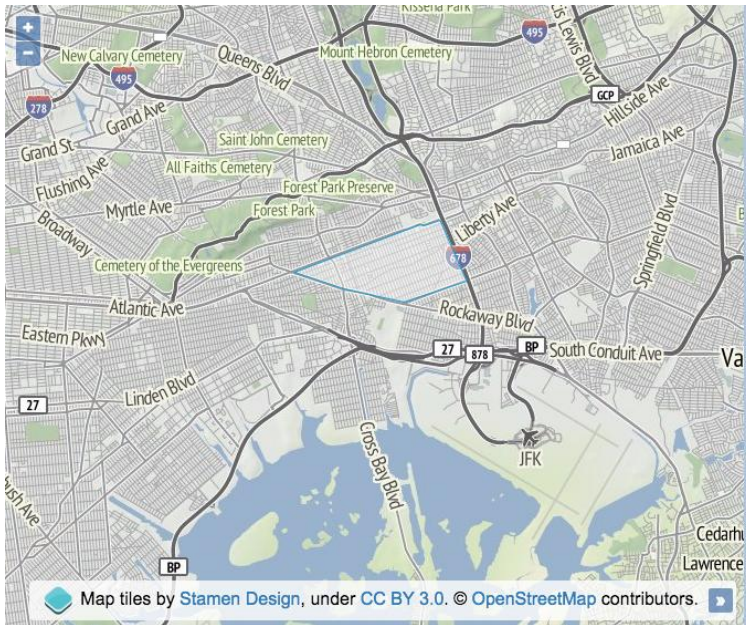 Kissena Park
+
−
495
New Calvary Cemetery
Queens Blvd
Mount Hebron Cemetery
495
278
Grand Ave
GCP
Hillside Ave
Grand St
Saint John Cemetery
Jamaica Ave
Flushing Ave
All Faiths Cemetery
Forest Park Preserve
Myrtle Ave
Forest Park
Liberty Ave
Broadway
Springfield Blvd
Cemetery of the Evergreens
678
Atlantic Ave
Rockaway Blvd
Eastern Pkwy
27
878
BP
South Conduit Ave
Va
Linden Blvd
27
Cross Bay Blvd
JFK
Cedarhu
Lawrence
BP
Map tiles by Stamen Design, under CC BY 3.0. © OpenStreetMap contributors.
»